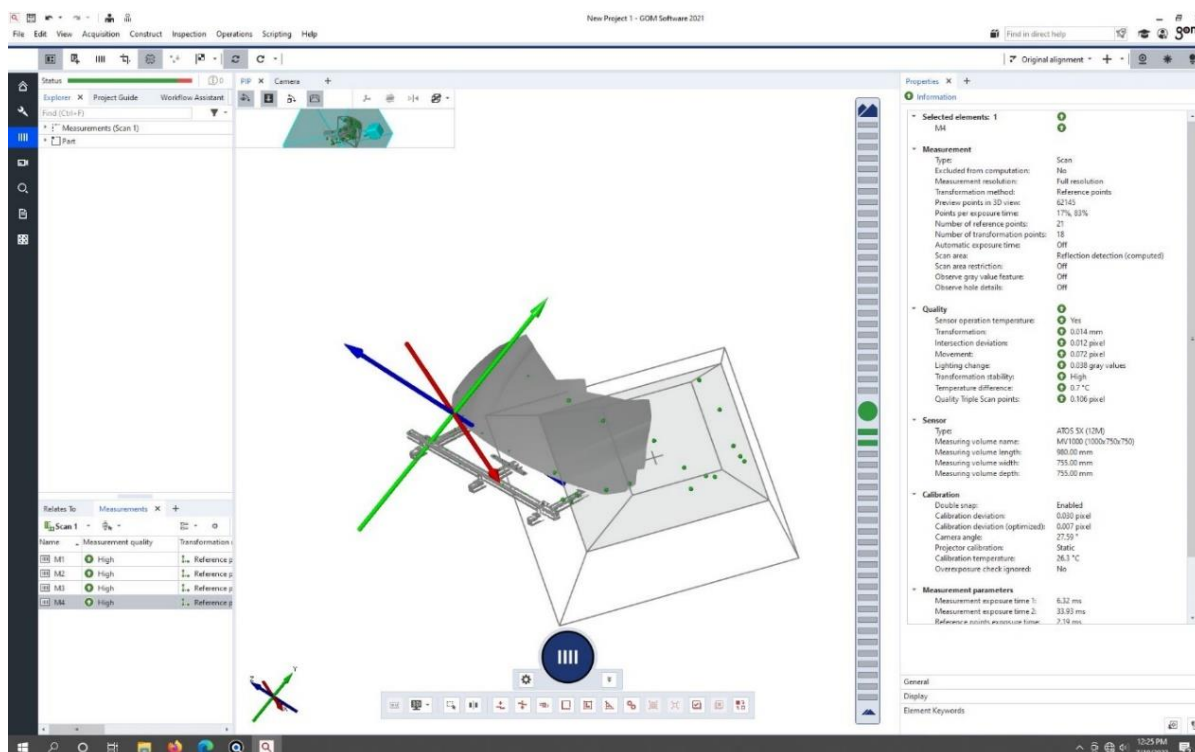 New Project 1 - GOM Software 2021
File Edit View Acquisition Construct Inspection Operations Scripting Help
Find in direct help
gom
Original alignment
Status
0
Explorer Project Guide Workflow Assistant
Find (Ctrl+F)
Measurements (Scan 1)
Part
PIP Camera
Properties
Information
Selected elements: 1
M4
Measurement
Type: Scan
Excluded from computation: No
Measurement resolution: Full resolution
Transformation method: Reference points
Preview points in 3D view: 62145
Points per exposure time: 17%, 83%
Number of reference points: 21
Number of transformation points: 18
Automatic exposure time: Off
Scan area: Reflection detection (computed)
Scan area restriction: Off
Observe gray value feature: Off
Observe hole details: Off
Quality
Sensor operation temperature: Yes
Transformation: 0.014 mm
Intersection deviation: 0.012 pixel
Movement: 0.072 pixel
Lighting change: 0.038 gray values
Transformation stability: High
Temperature difference: 0.7 °C
Quality Triple Scan points: 0.106 pixel
Sensor
Type: ATOS 5X (12M)
Measuring volume name: MV1000 (1000x750x750)
Measuring volume length: 980.00 mm
Measuring volume width: 755.00 mm
Measuring volume depth: 755.00 mm
Calibration
Double snap: Enabled
Calibration deviation: 0.030 pixel
Calibration deviation (optimized): 0.007 pixel
Camera angle: 27.59 °
Projector calibration: Static
Calibration temperature: 26.3 °C
Overexposure check ignored: No
Measurement parameters
Measurement exposure time 1: 6.32 ms
Measurement exposure time 2: 33.93 ms
Reference points exposure time: 2.19 ms
General
Display
Element Keywords
Relates To Measurements
Scan 1
Name Measurement quality Transformation
M1 High Reference p
M2 High Reference p
M3 High Reference p
M4 High Reference p
Y
12:25 PM